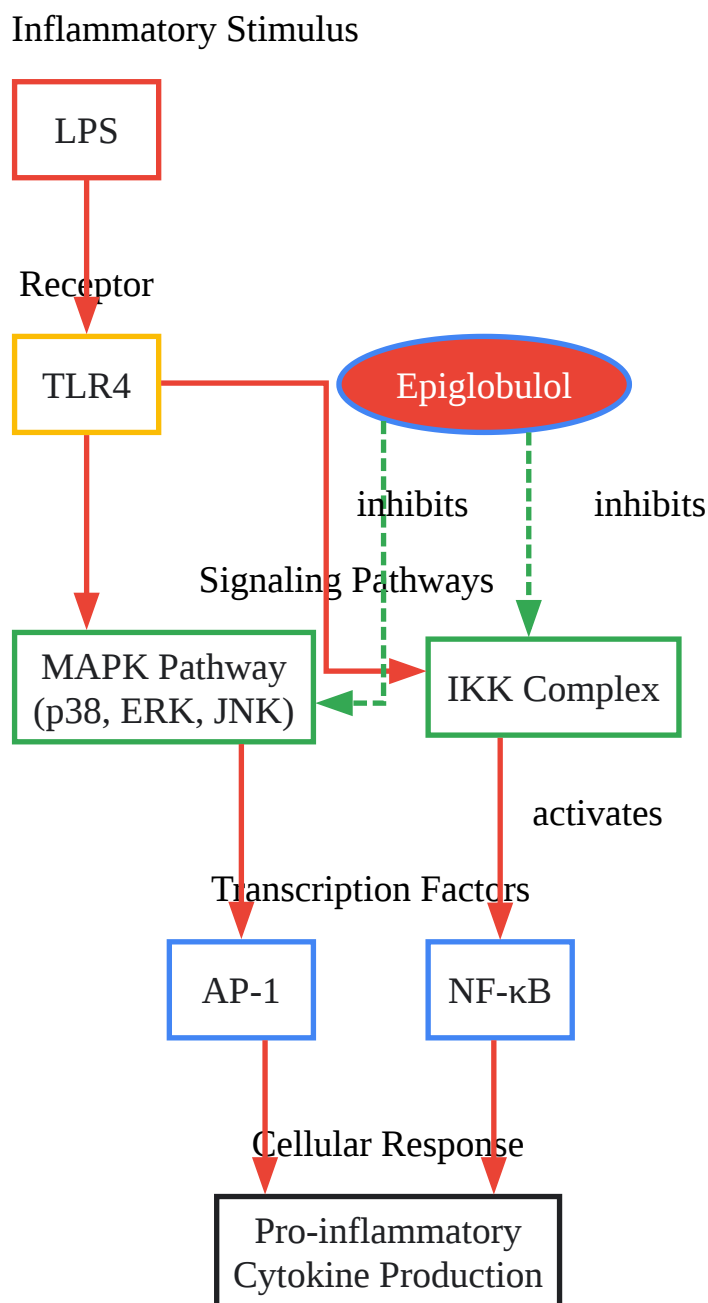 Inflammatory Stimulus
LPS
Receptor
TLR4
Epiglobulol
inhibits
inhibits
Signaling Pathways
MAPK Pathway
(p38, ERK, JNK)
IKK Complex
activates
Transcription Factors
AP-1
NF-κB
Cellular Response
Pro-inflammatory
Cytokine Production